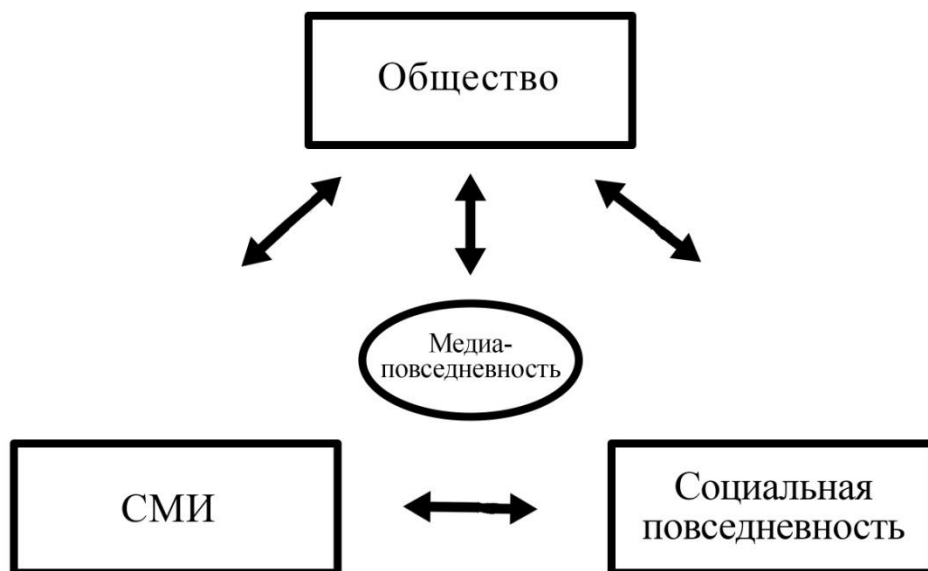 Общество
Медиа-
повседневность
СМИ
Социальная
повседневность